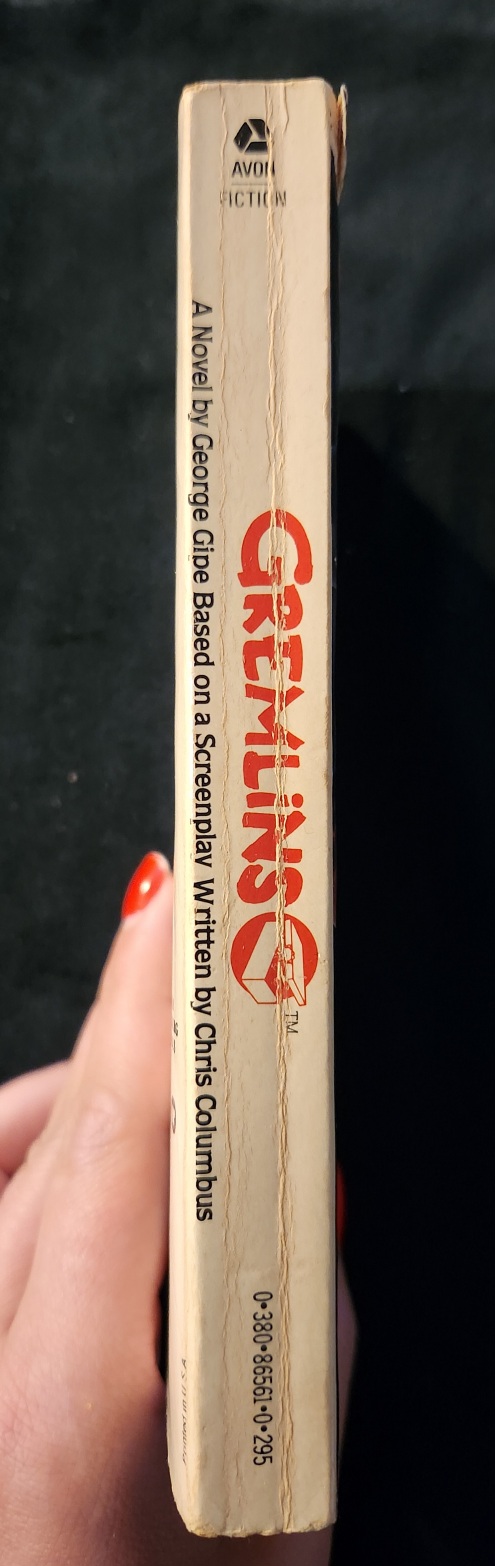 AVON
FICTION
A Novel by George Gipe Based on a Screenplay Written by Chris Columbus
GREMLiNS
TM
0•380•86561•0•295